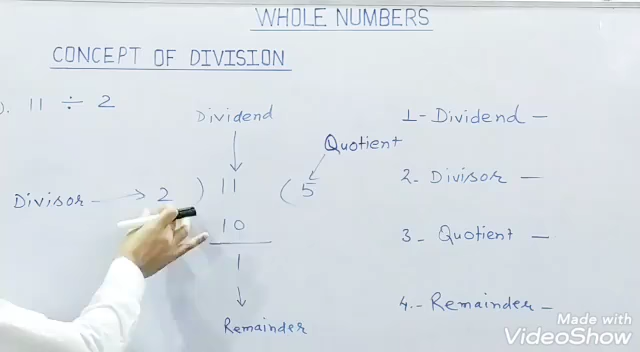 WHOLE NUMBERS
CONCEPT OF DIVISION
). 11 ÷ 2
Dividend
Quotient
Divisor → 2 ) 11 ( 5
10
1
Remainder
1- Dividend -
2. Divisor -
3 - Quotient -
4.- Remainder -
Made with
VideoShow